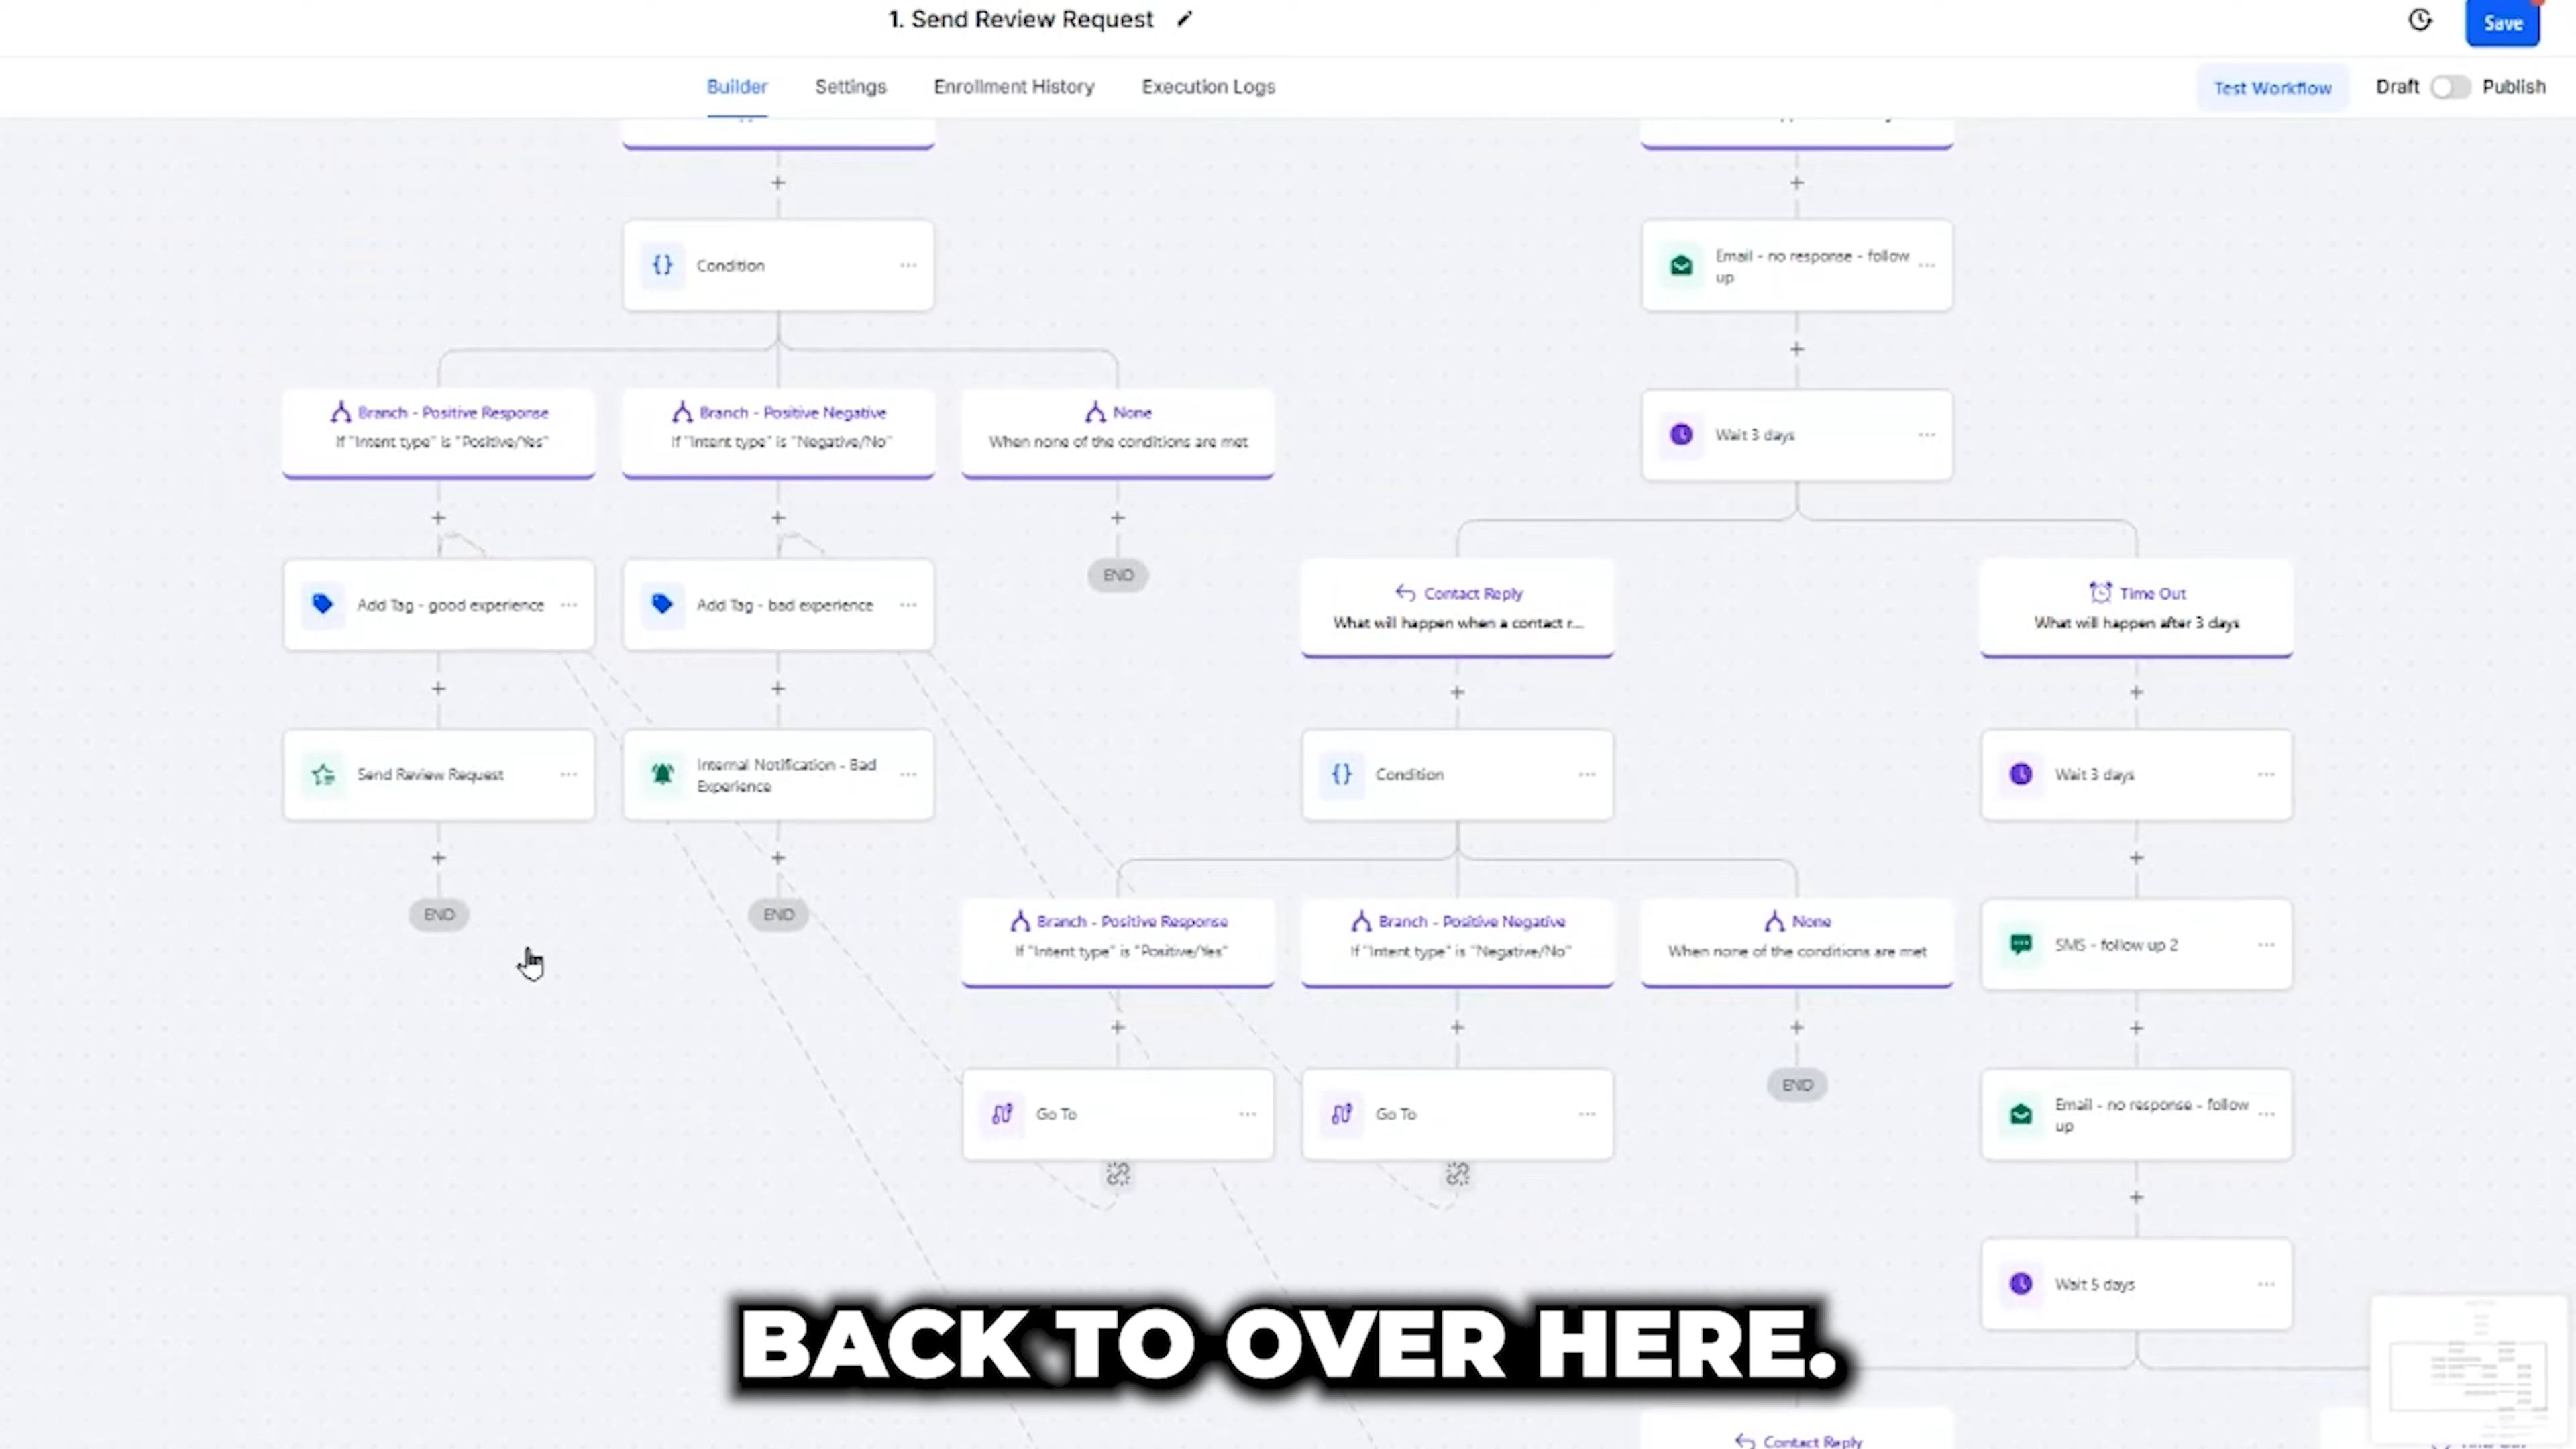 1. Send Review Request
Save
Builder
Settings
Enrollment History
Execution Logs
Test Workflow
Draft
Publish
Condition
Email - no response - follow
up
Branch - Positive Response
If "Intent type" is "Positive/Yes"
Branch - Positive Negative
If "Intent type" is "Negative/No"
None
When none of the conditions are met
Wait 3 days
END
Add Tag - good experience
Add Tag - bad experience
Contact Reply
What will happen when a contact r...
Time Out
What will happen after 3 days
Send Review Request
Internal Notification - Bad
Experience
Condition
Wait 3 days
END
END
Branch - Positive Response
If "Intent type" is "Positive/Yes"
Branch - Positive Negative
If "Intent type" is "Negative/No"
None
When none of the conditions are met
SMS - follow up 2
Go To
Go To
END
Email - no response - follow
up
Wait 5 days
BACK TO OVER HERE.
Contact Reply